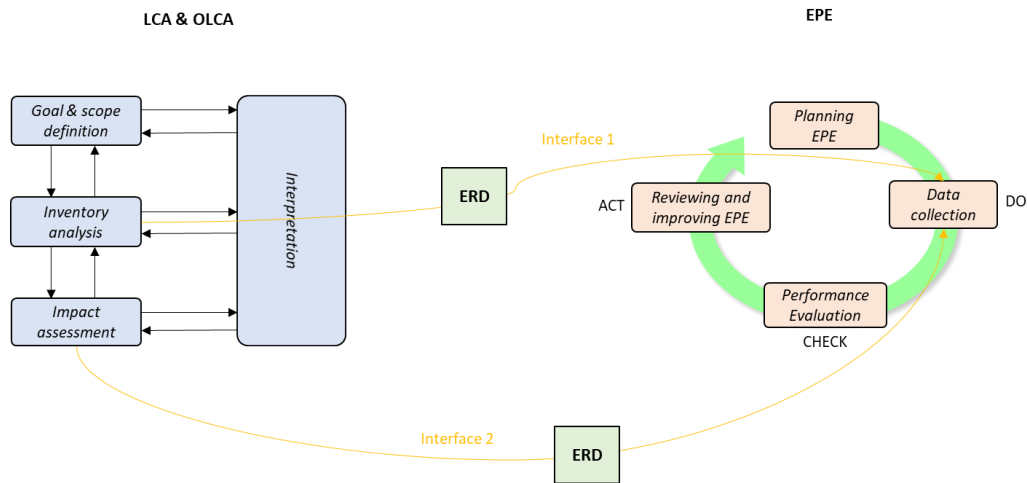 LCA & OLCA
EPE
Goal & scope
definition
Inventory
analysis
Impact
assessment
Interpretation
Interface 1
ERD
Interface 2
ERD
Planning
EPE
Data
collection
DO
Performance
Evaluation
CHECK
Reviewing and
improving EPE
ACT